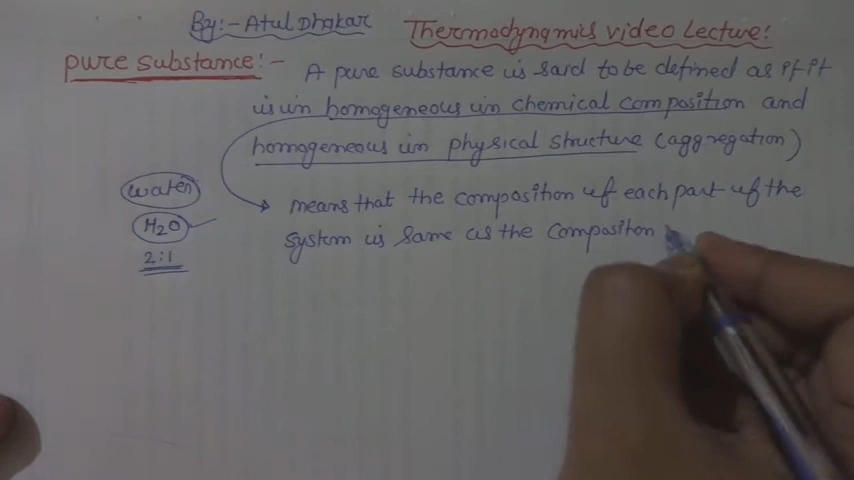 By:- Atul Dhakar Thermodynamics video Lecture:
pure substance:- A pure substance is said to be defined as if it
is in homogeneous in chemical composition and
homogeneous in physical structure (aggregation)
water means that the composition of each part of the
H2O system is same as the compositon
2:1